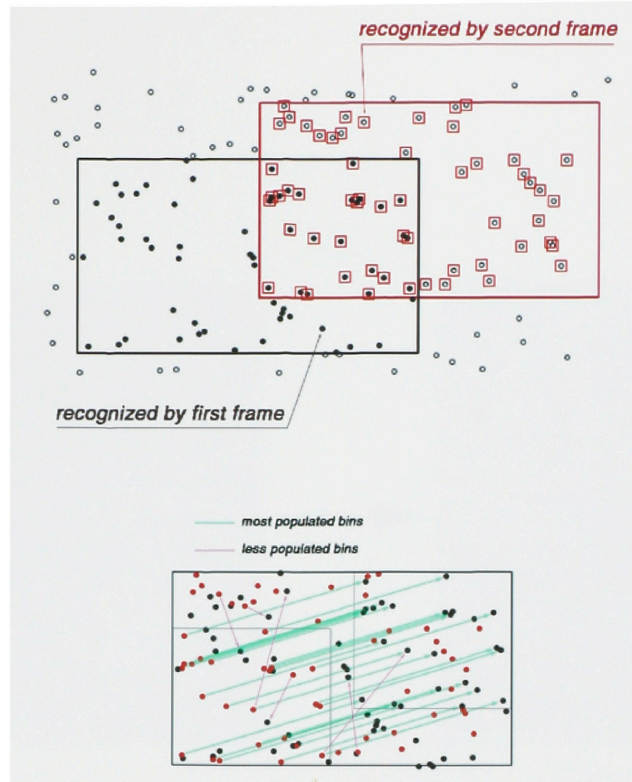 recognized by second frame
recognized by first frame
most populated bins
less populated bins